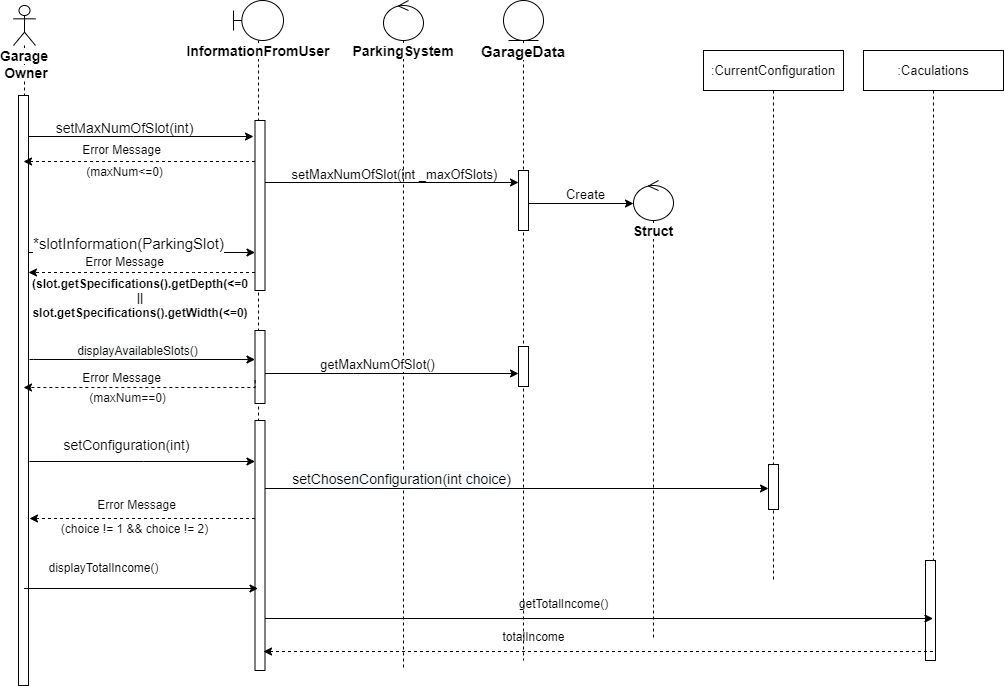 Garage
Owner
InformationFromUser
ParkingSystem
GarageData
:CurrentConfiguration
:Caculations
setMaxNumOfSlot(int)
Error Message
(maxNum<=0)
setMaxNumOfSlot(int _maxOfSlots)
Create
Struct
*slotInformation(ParkingSlot)
Error Message
(slot.getSpecifications().getDepth(<=0
||
slot.getSpecifications().getWidth(<=0)
displayAvailableSlots()
getMaxNumOfSlot()
Error Message
(maxNum==0)
setConfiguration(int)
setChosenConfiguration(int choice)
Error Message
(choice != 1 && choice != 2)
displayTotalIncome()
getTotalIncome()
totalIncome